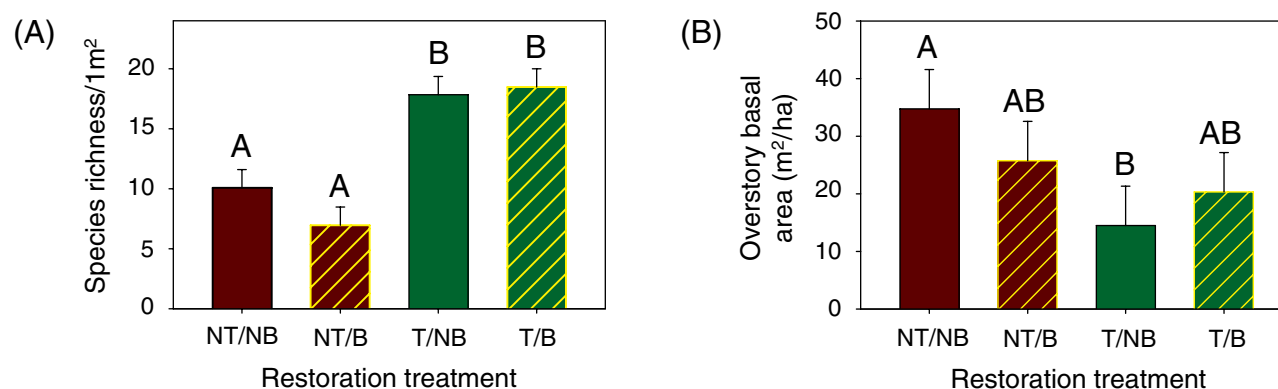 (A)
Species richness/1m²
20
15
10
5
0
A
A
B
B
NT/NB
NT/B
T/NB
T/B
Restoration treatment
(B)
Overstory basal
area (m²/ha)
50
40
30
20
10
0
A
AB
B
AB
NT/NB
NT/B
T/NB
T/B
Restoration treatment